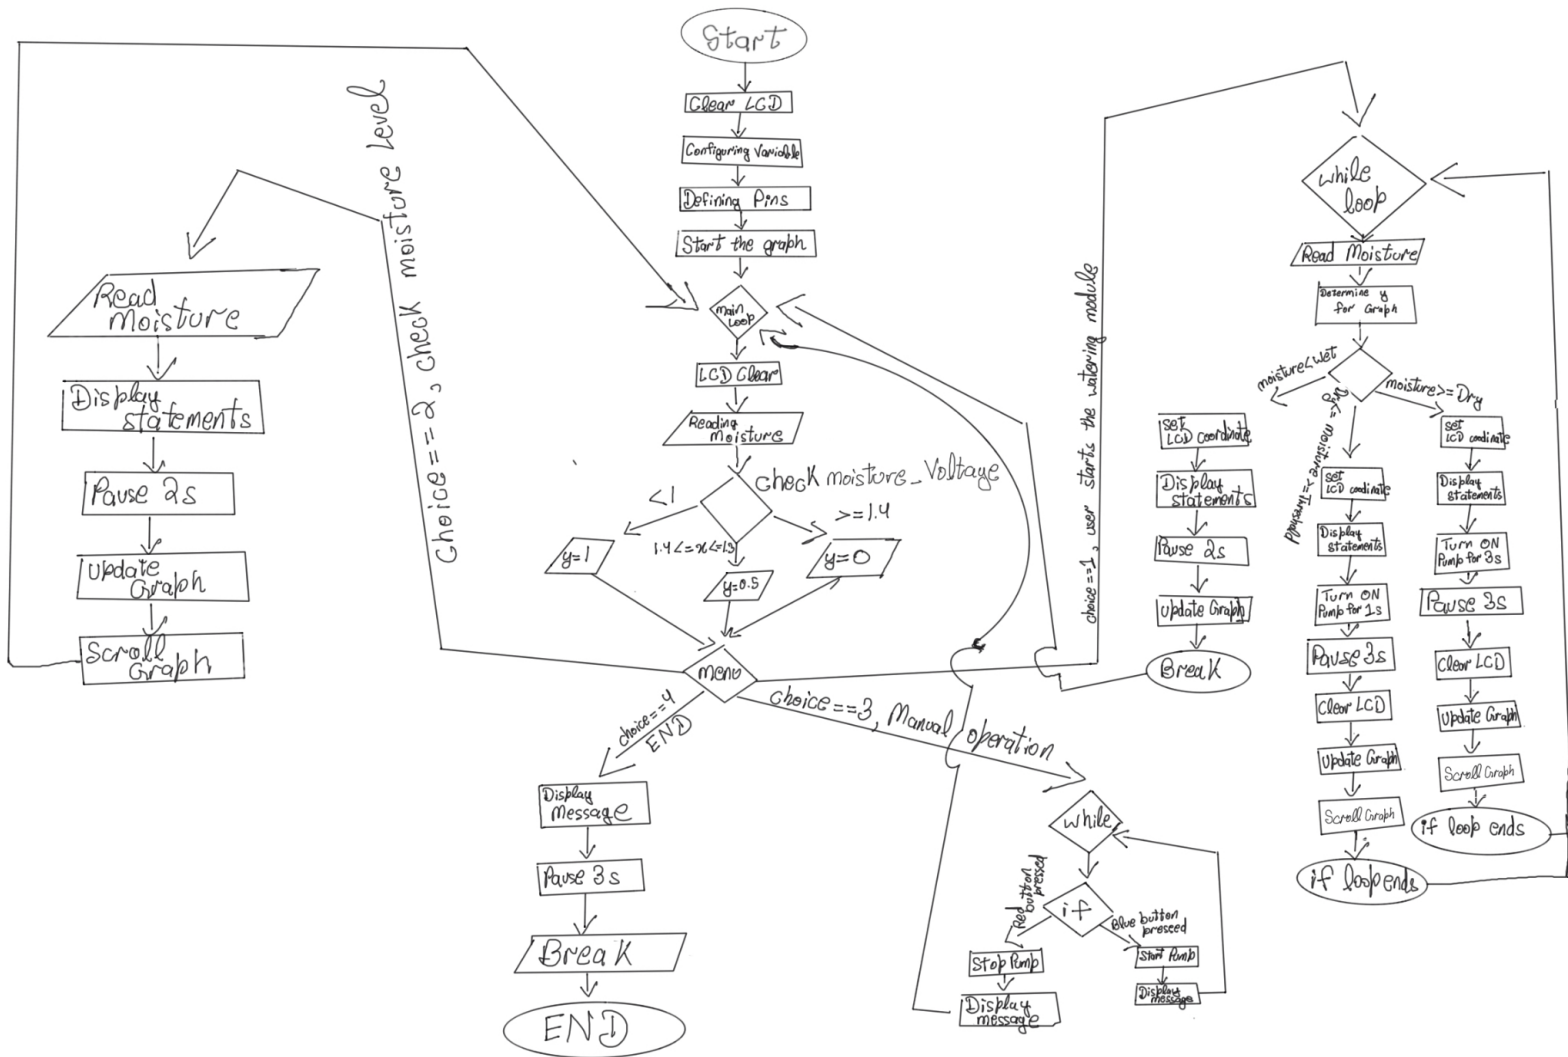 Start
Clear LCD
Configuring Variable
Defining Pins
Start the graph
main
Loop
LCD Clear
Reading
Moisture
Check moisture_Voltage
<1
1.4<=x<=1.3
>=1.4
y=1
y=0.5
y=0
menu
Choice==2, check moisture Level
Read
moisture
Display
statements
Pause 2s
Update
Graph
Scroll
Graph
choice==4
END
Display
Message
Pause 3s
Break
END
choice==3, Manual operation
while
if
Red
button
pressed
Blue button
preseed
Stop Pump
Display
message
Start Pump
Display
message
choice==1, user starts the watering module
while
loop
Read Moisture
Determine y
for Graph
moisture<Wet
Dry<= moisture>=Threshold
moisture>=Dry
Set
LCD coordinate
Display
statements
Pause 2s
Update Graph
Break
Set
LCD coordinate
Display
Statements
Turn ON
Pump for 1s
Pause 3s
Clear LCD
Update Graph
Scroll Graph
if loop ends
Set
LCD coordinate
Display
Statements
Turn ON
Pump for 3s
Pause 3s
Clear LCD
Update Graph
Scroll Graph
if loop ends